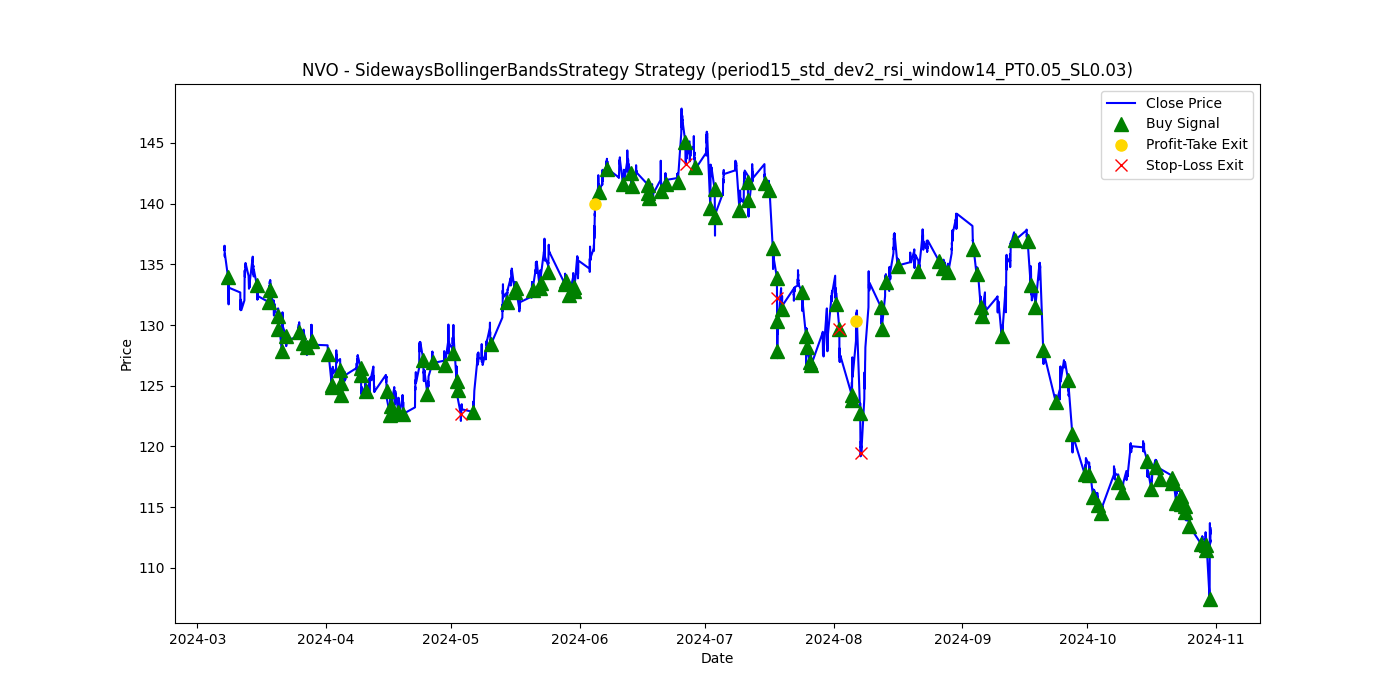 NVO - SidewaysBollingerBandsStrategy Strategy (period15_std_dev2_rsi_window14_PT0.05_SL0.03)
Close Price
Buy Signal
Profit-Take Exit
Stop-Loss Exit
Price
145
140
135
130
125
120
115
110
2024-03 2024-04 2024-05 2024-06 2024-07 2024-08 2024-09 2024-10 2024-11
Date